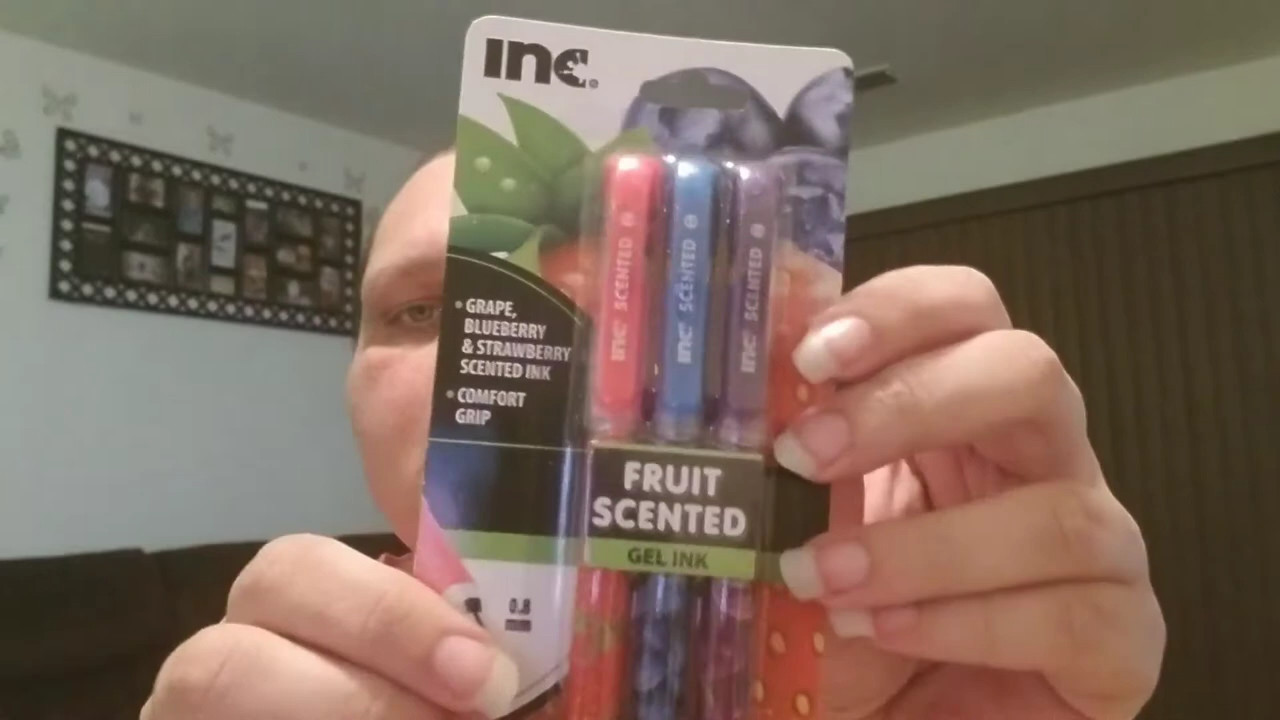 INC.
INC SCENTED
INC SCENTED
INC SCENTED
• GRAPE,
BLUEBERRY
& STRAWBERRY
SCENTED INK
• COMFORT
GRIP
FRUIT
SCENTED
GEL INK
0.8